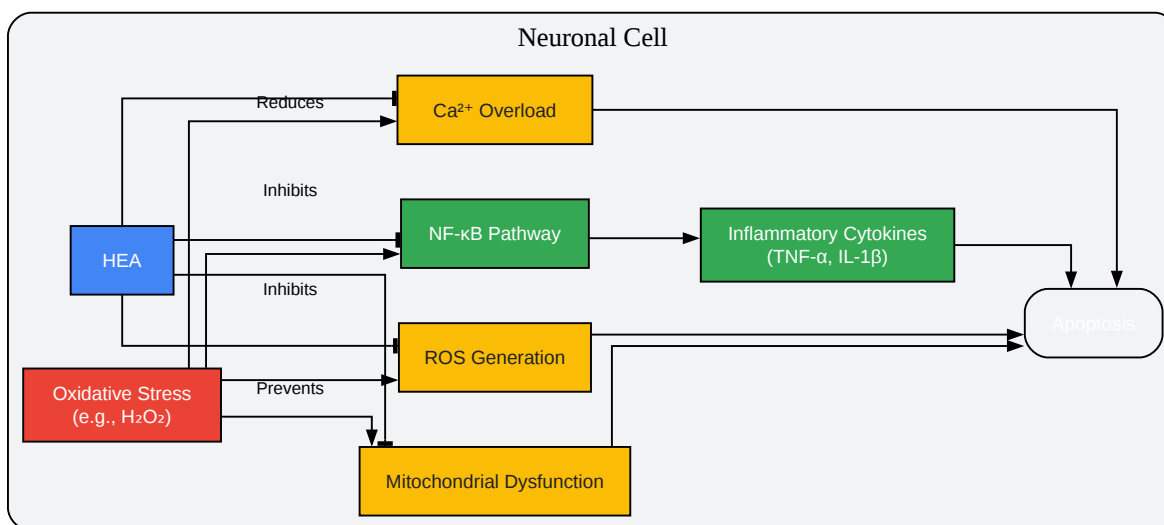 Neuronal Cell
Reduces
Ca²⁺ Overload
Inhibits
NF-κB Pathway
Inflammatory Cytokines
(TNF-α, IL-1β)
HEA
Inhibits
Apoptosis
ROS Generation
Oxidative Stress
(e.g., H₂O₂)
Prevents
Mitochondrial Dysfunction